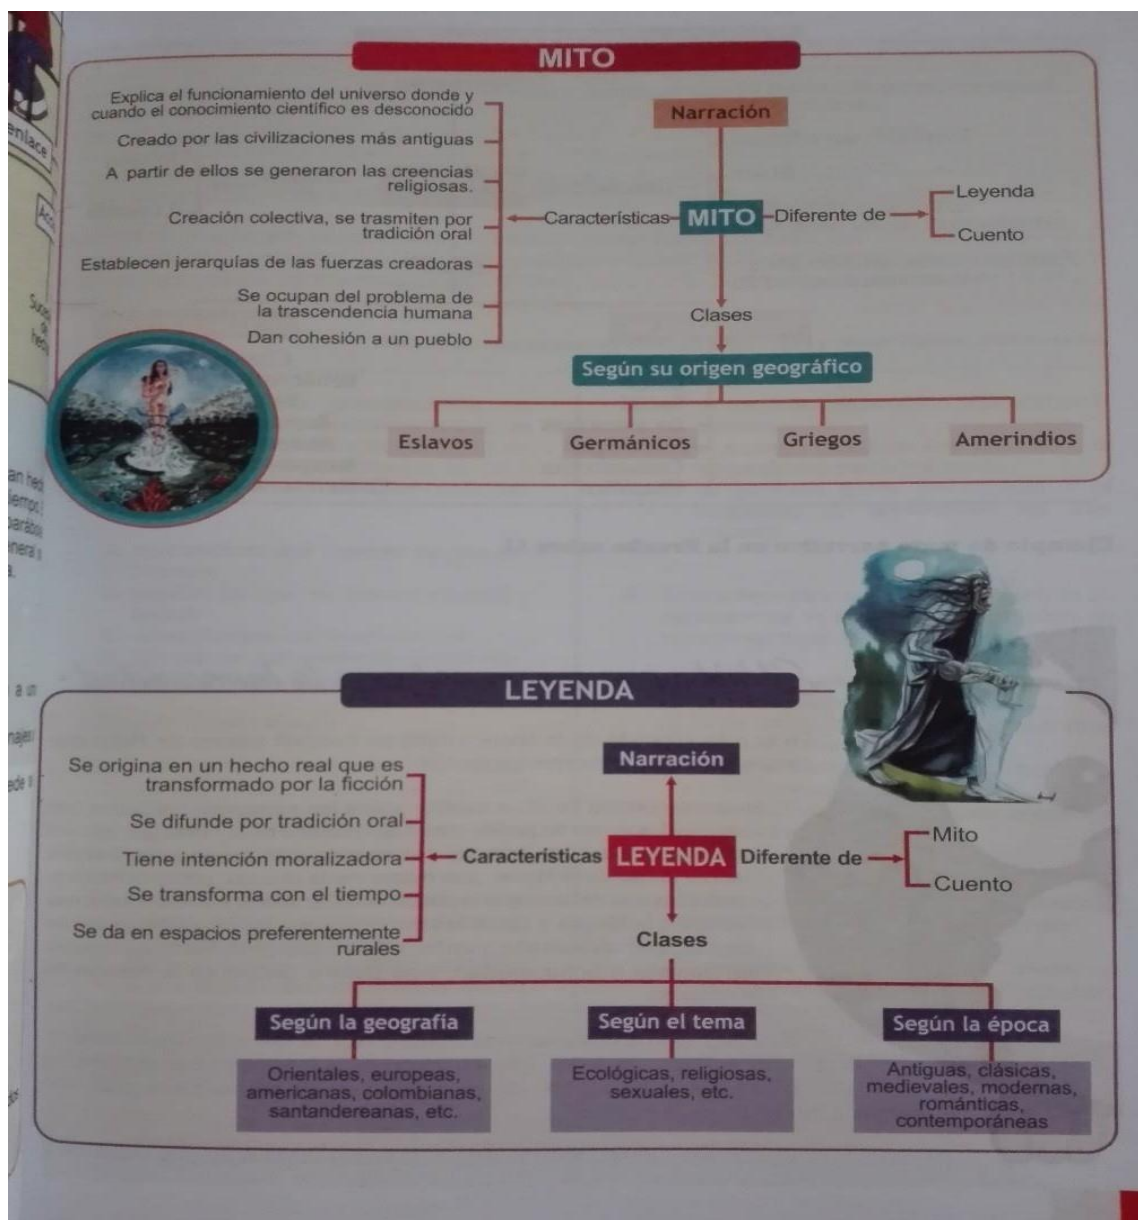 MITO
Explica el funcionamiento del universo donde y
cuando el conocimiento científico es desconocido
Creado por las civilizaciones más antiguas
A partir de ellos se generaron las creencias
religiosas.
Creación colectiva, se trasmiten por
tradición oral
Establecen jerarquías de las fuerzas creadoras
Se ocupan del problema de
la trascendencia humana
Dan cohesión a un pueblo
Características
Narración
MITO
Diferente de
Leyenda
Cuento
Clases
Según su origen geográfico
Eslavos
Germánicos
Griegos
Amerindios
enlace
LEYENDA
Se origina en un hecho real que es
transformado por la ficción
Se difunde por tradición oral
Tiene intención moralizadora
Se transforma con el tiempo
Se da en espacios preferentemente
rurales
Características
Narración
LEYENDA
Diferente de
Mito
Cuento
Clases
Según la geografía
Orientales, europeas,
americanas, colombianas,
santandereanas, etc.
Según el tema
Ecológicas, religiosas,
sexuales, etc.
Según la época
Antiguas, clásicas,
medievales, modernas,
románticas,
contemporáneas